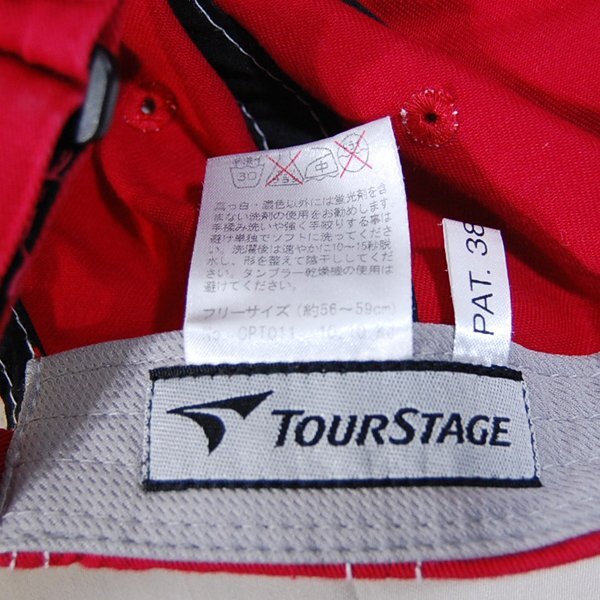 手洗イ
30
中
高っ白・濃色以外には蛍光剤を含
まない洗剤の使用をお勧めします
手揉み洗いや強く手絞りする事は
避け単独でソフトに洗ってくださ
い。洗濯後は速やかに10～15秒脱
水し、形を整えて陰干ししてくだ
さい。タンブラー乾燥機の使用は
避けてください。
フリーサイズ（約56～59cm）
PAT. 38
TOURSTAGE